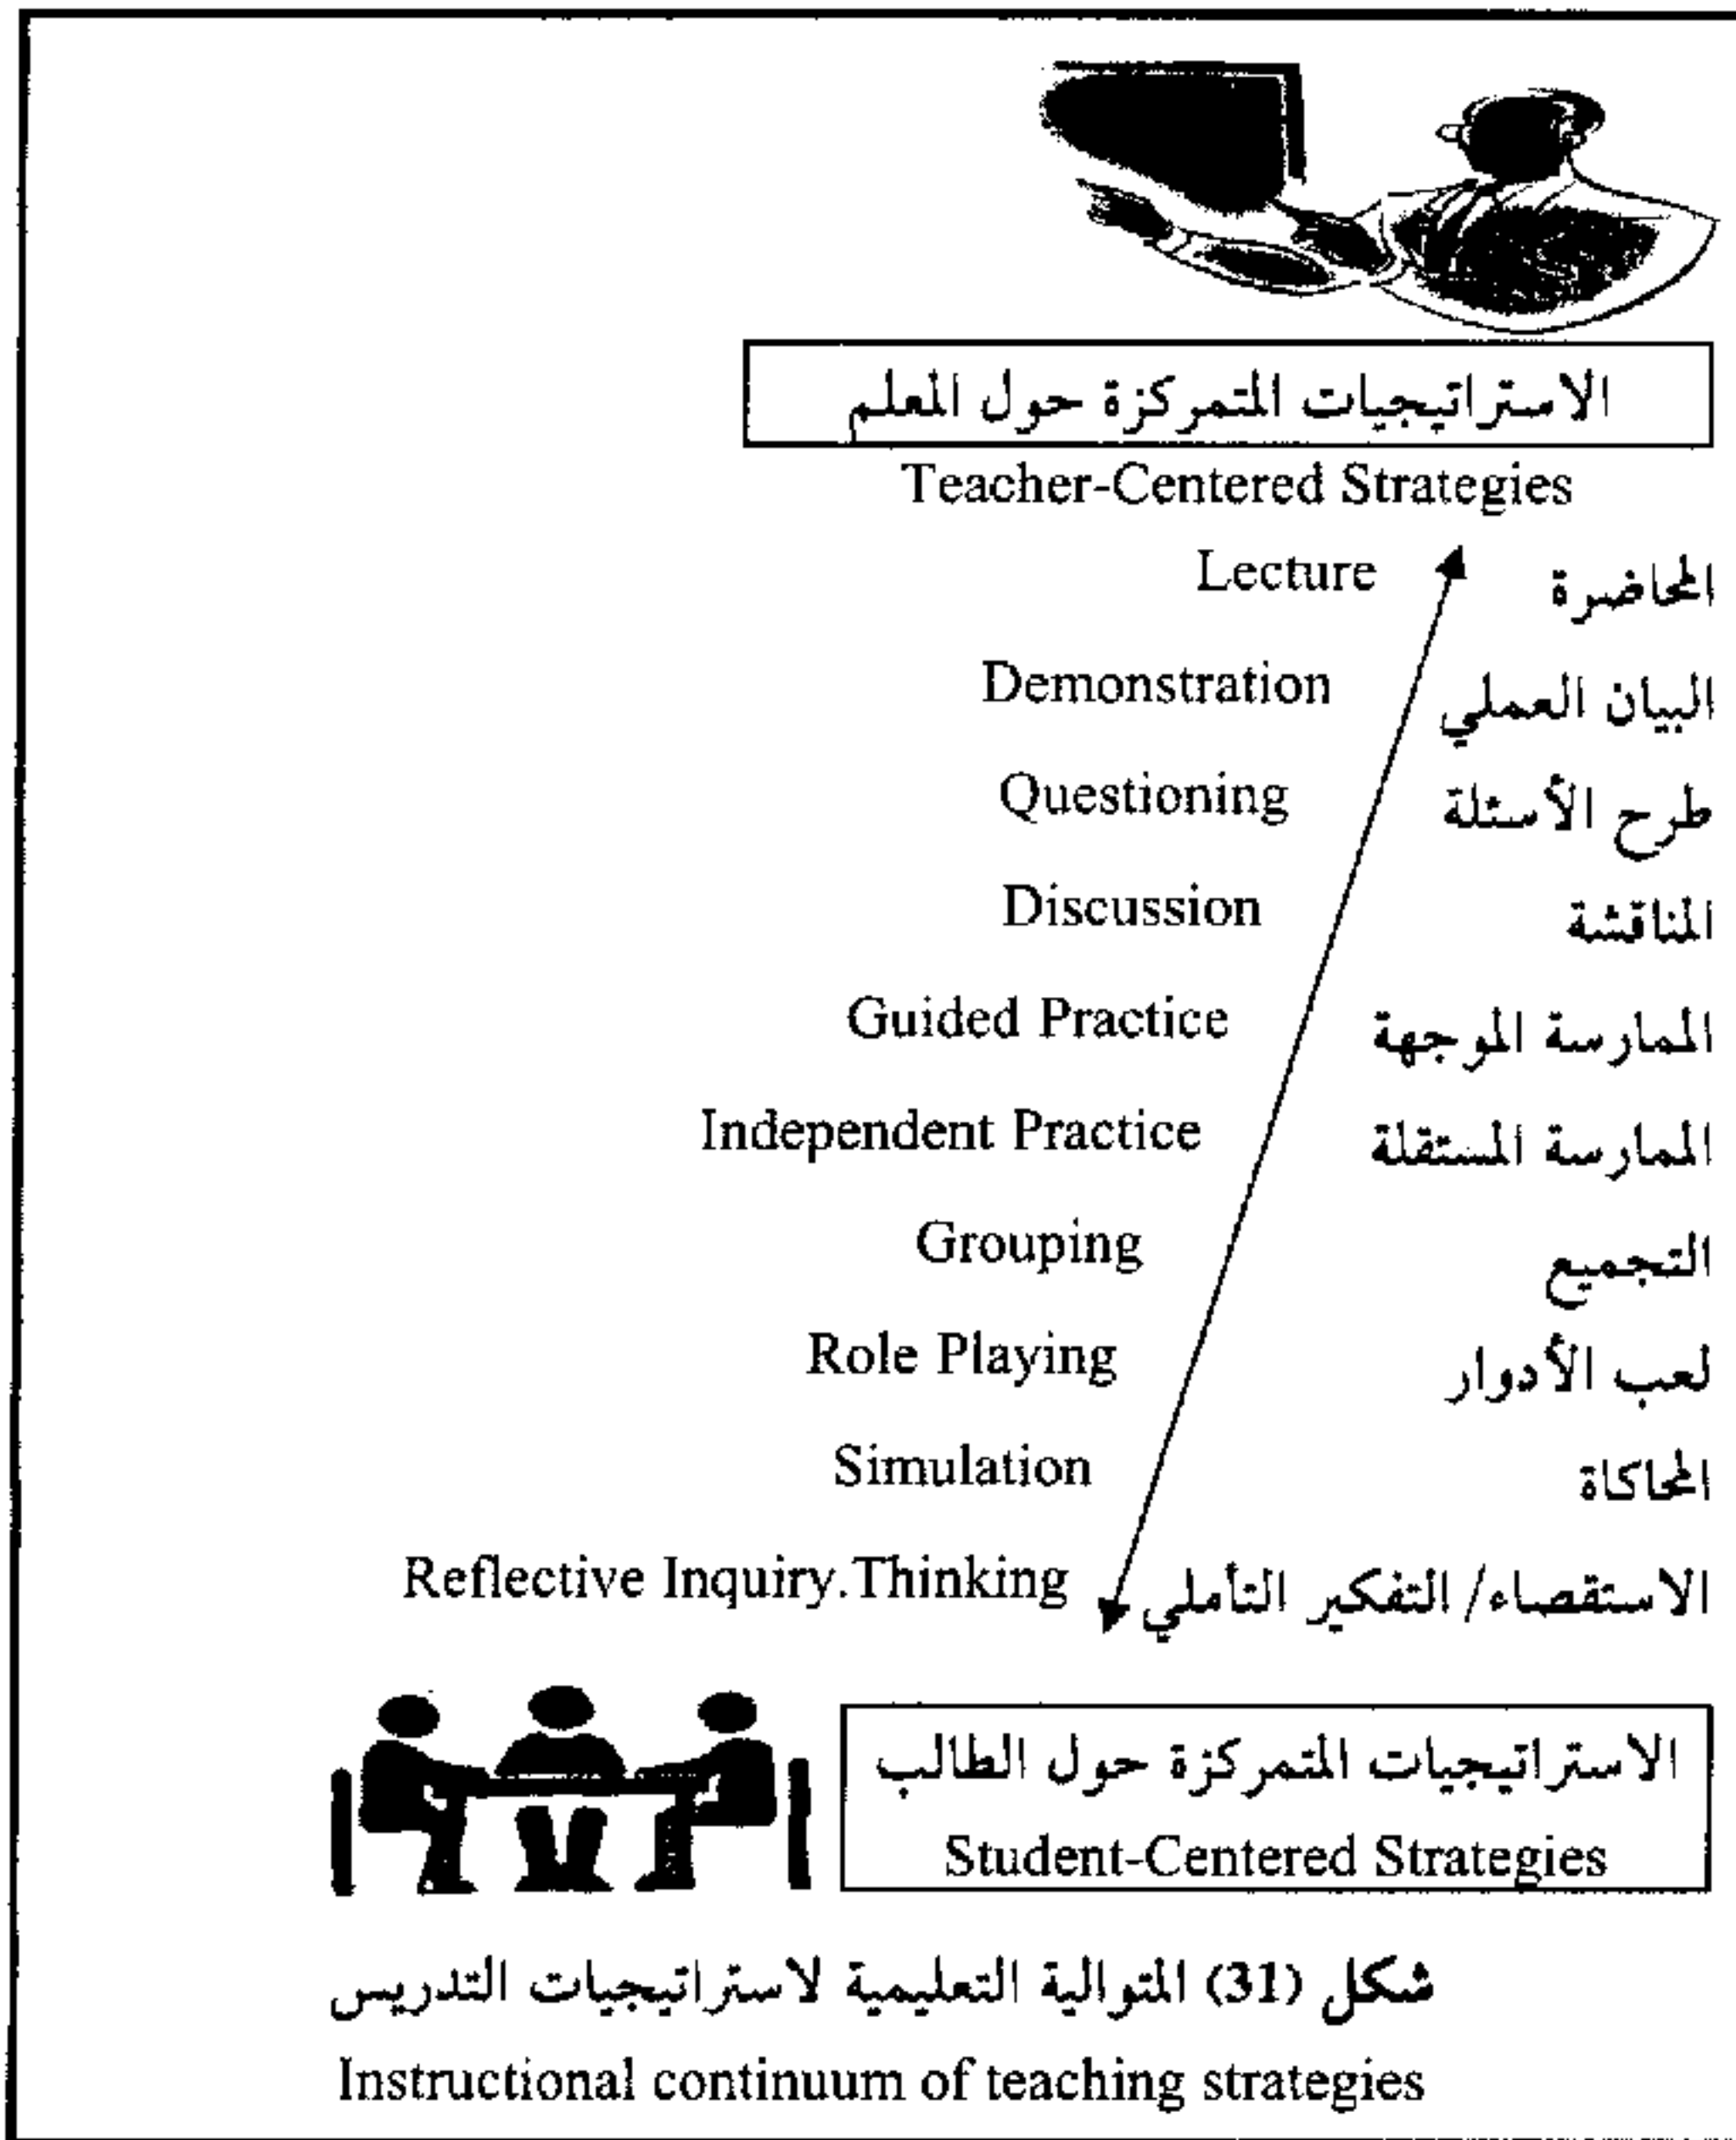 الاستراتيجيات المتمركزة حول المعلم
Teacher-Centered Strategies
المحاضرة Lecture
البيان العملي Demonstration
طرح الأسئلة Questioning
المناقشة Discussion
الممارسة الموجهة Guided Practice
الممارسة المستقلة Independent Practice
التجميع Grouping
لعب الأدوار Role Playing
المحاكاة Simulation
الاستقصاء/ التفكير التأملي Reflective Inquiry.Thinking
الاستراتيجيات المتمركزة حول الطالب
Student-Centered Strategies
شكل (31) المتوالية التعليمية لاستراتيجيات التدريس
Instructional continuum of teaching strategies